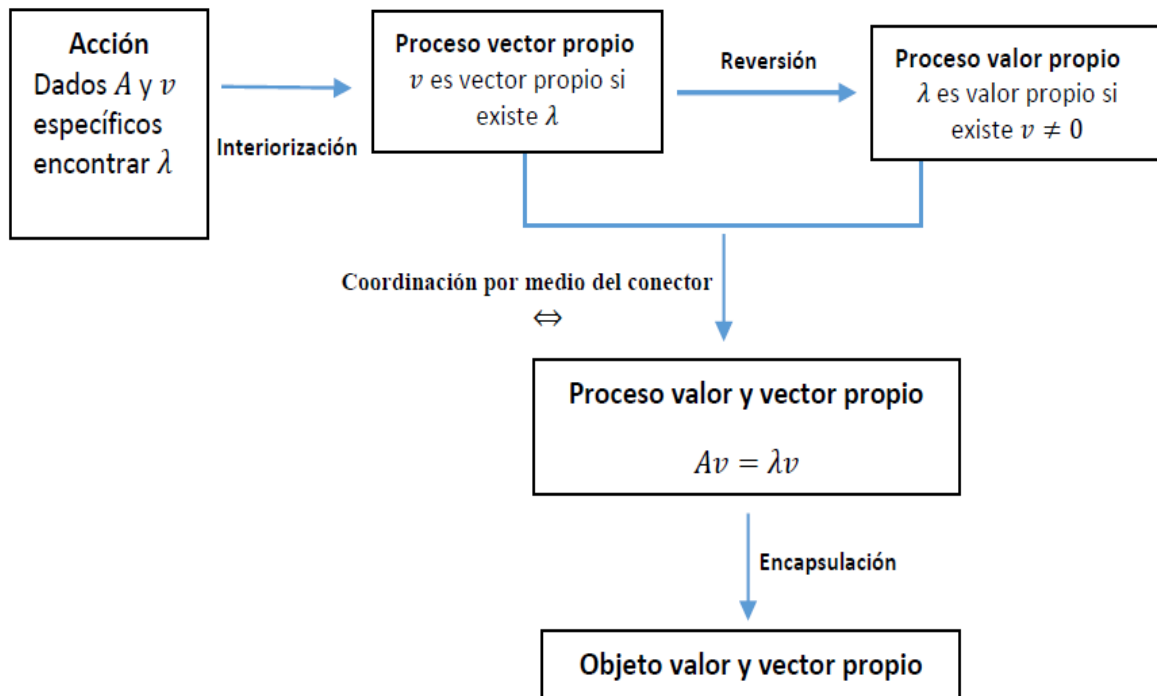 Acción
Dados A y v
específicos
encontrar λ
Interiorización
Proceso vector propio
v es vector propio si
existe λ
Reversión
Proceso valor propio
λ es valor propio si
existe v ≠ 0
Coordinación por medio del conector
⇔
Proceso valor y vector propio
Av = λv
Encapsulación
Objeto valor y vector propio